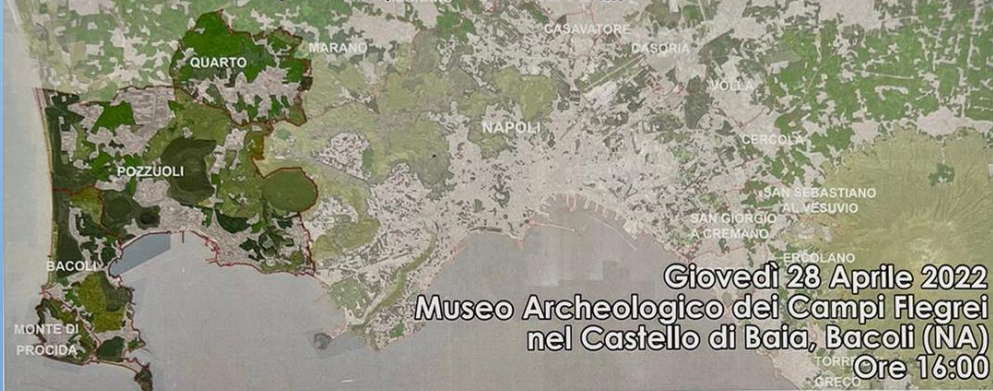 CASAVATORE
MARANO
CASORIA
QUARTO
VOLLA
NAPOLI
CERCOLA
POZZUOLI
SAN SEBASTIANO
AL VESUVIO
SAN GIORGIO
A CREMANO
ERCOLANO
BACOLI
Giovedì 28 Aprile 2022
Museo Archeologico dei Campi Flegrei
nel Castello di Baia, Bacoli (NA)
MONTE DI
PROCIDA
TORRE
Ore 16:00
GRECO